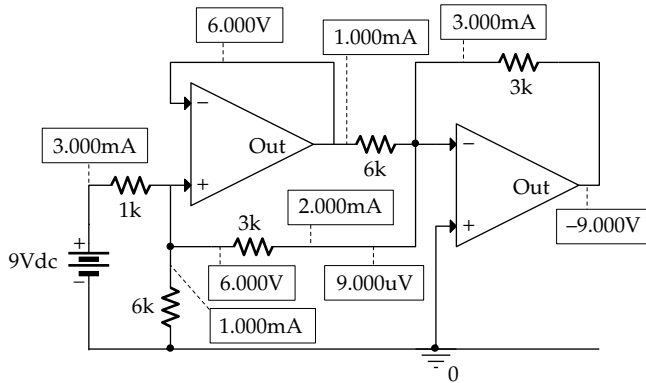 6.000V
1.000mA
3.000mA
3k
−
Out
3.000mA
6k
−
Out
+
1k
2.000mA
3k
−9.000V
+
+
9Vdc
−
6.000V
9.000uV
6k
1.000mA
0